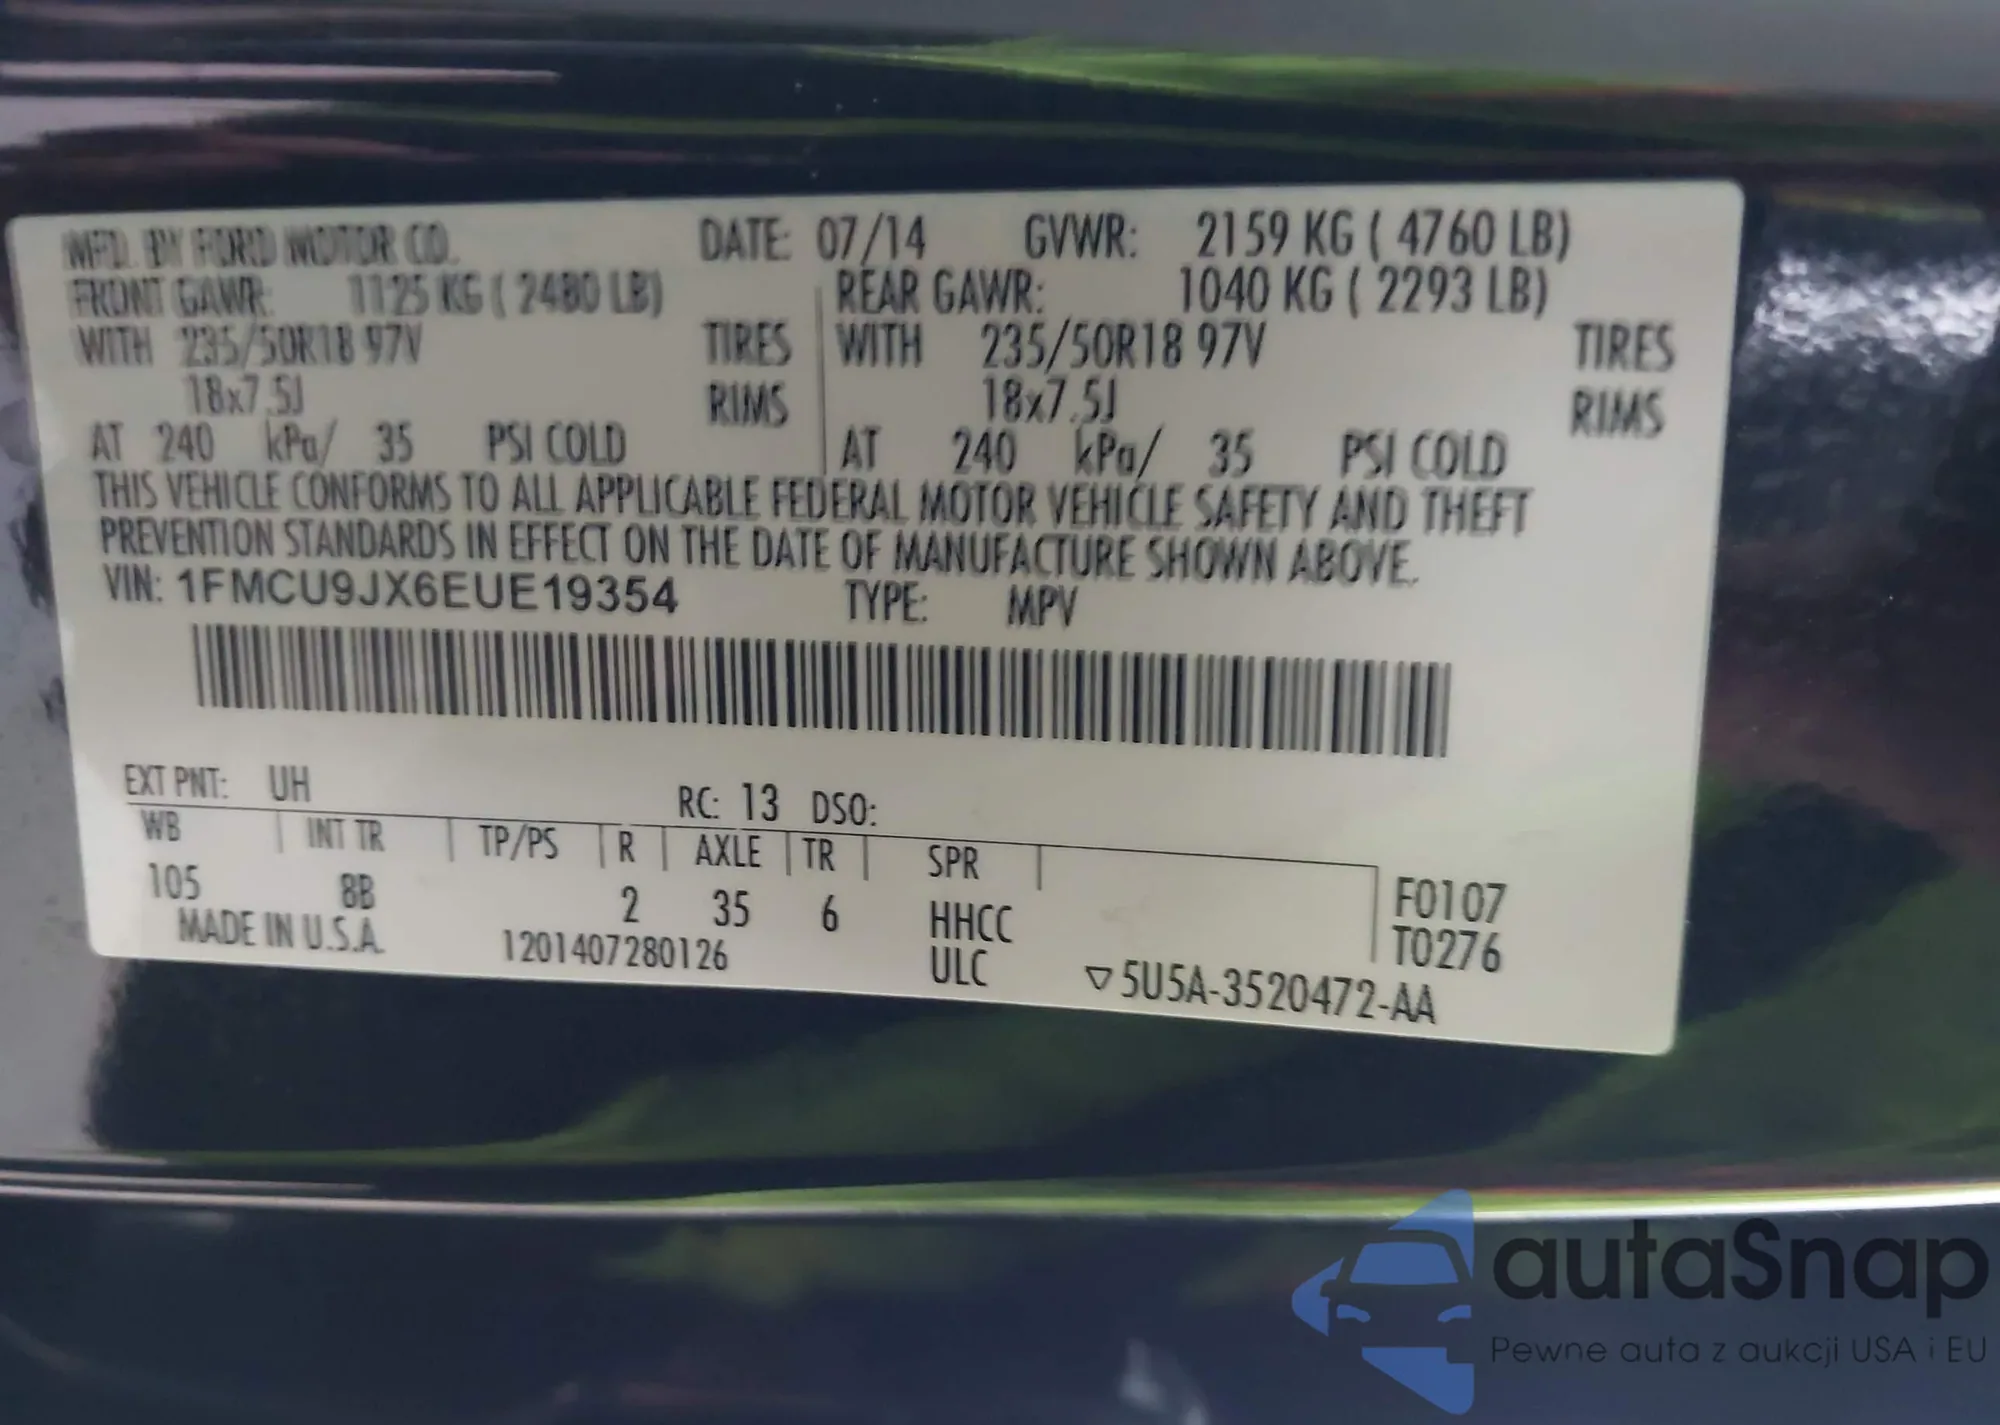 MFD. BY FORD MOTOR CO. DATE: 07/14 GVWR: 2159 KG ( 4760 LB)
FRONT GAWR: 1125 KG ( 2480 LB) REAR GAWR: 1040 KG ( 2293 LB)
WITH 235/50R18 97V TIRES WITH 235/50R18 97V TIRES
18x7.5J RIMS 18x7.5J RIMS
AT 240 kPa/ 35 PSI COLD AT 240 kPa/ 35 PSI COLD
THIS VEHICLE CONFORMS TO ALL APPLICABLE FEDERAL MOTOR VEHICLE SAFETY AND THEFT
PREVENTION STANDARDS IN EFFECT ON THE DATE OF MANUFACTURE SHOWN ABOVE.
VIN: 1FMCU9JX6EUE19354 TYPE: MPV
EXT PNT: UH RC: 13 DSO:
WB INT TR TP/PS R AXLE TR SPR
105 8B 2 35 6 HHCC F0107
MADE IN U.S.A. 1201407280126 ULC T0276
▽5U5A-3520472-AA
autaSnap
Pewne auta z aukcji USA i EU